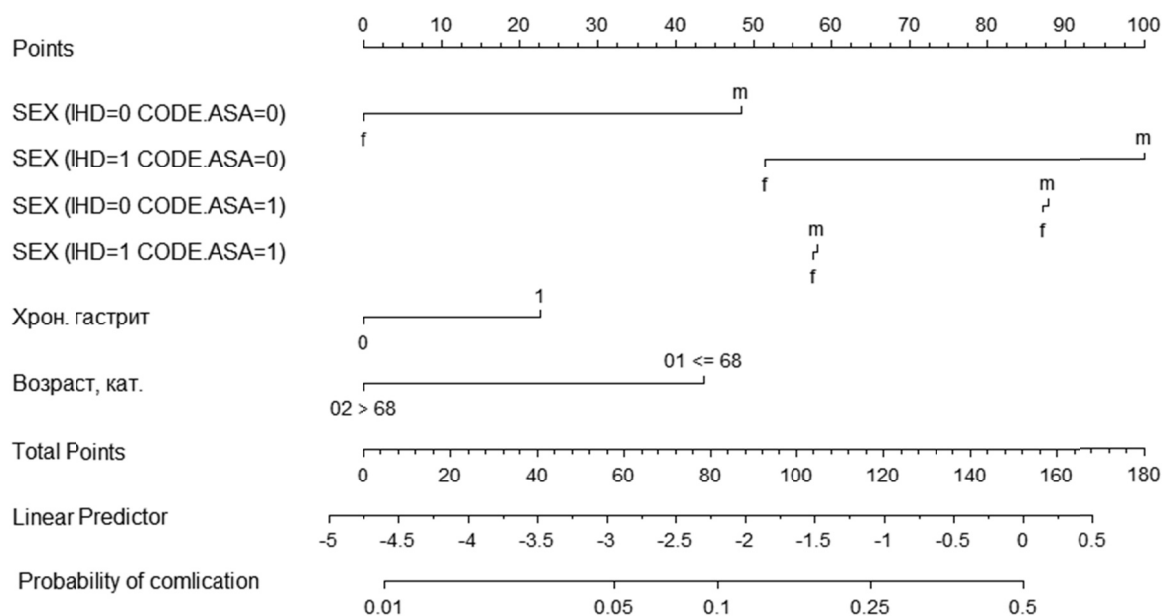 0 10 20 30 40 50 60 70 80 90 100
Points
m
SEX (IHD=0 CODE.ASA=0)
f m
SEX (IHD=1 CODE.ASA=0)
f m
SEX (IHD=0 CODE.ASA=1)
m f
SEX (IHD=1 CODE.ASA=1)
f
1
Хрон. гастрит
0
01 <= 68
Возраст, кат.
02 > 68
Total Points
0 20 40 60 80 100 120 140 160 180
Linear Predictor
-5 -4.5 -4 -3.5 -3 -2.5 -2 -1.5 -1 -0.5 0 0.5
Probability of comlication
0.01 0.05 0.1 0.25 0.5